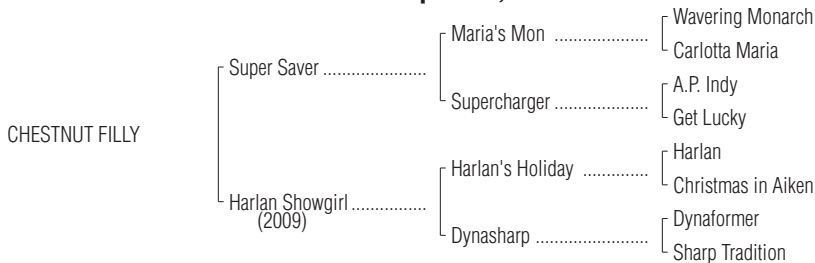 Wavering Monarch
Maria's Mon ....................
Carlotta Maria
Super Saver ......................
A.P. Indy
Supercharger ....................
Get Lucky
CHESTNUT FILLY
Harlan
Harlan's Holiday ..............
Christmas in Aiken
Harlan Showgirl ................
(2009)
Dynaformer
Dynasharp ........................
Sharp Tradition